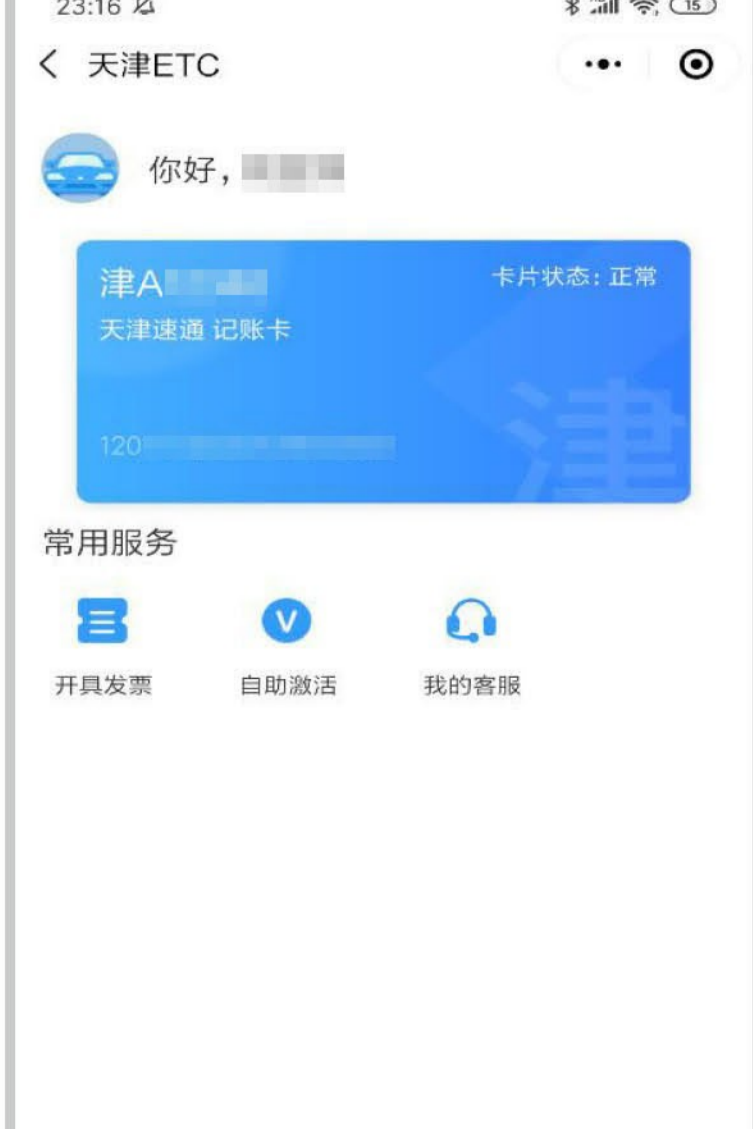 23:16
15
天津ETC
你好，
津A
卡片状态：正常
天津速通 记账卡
120
津
常用服务
V
开具发票
自助激活
我的客服